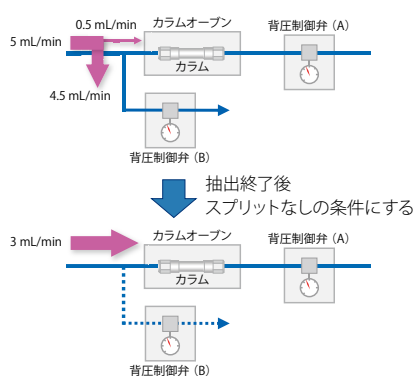 0.5 mL/min
カラムオーブン
背圧制御弁 (A)
5 mL/min
カラム
4.5 mL/min
背圧制御弁 (B)
抽出終了後
スプリットなしの条件にする
3 mL/min
カラムオーブン
背圧制御弁 (A)
カラム
背圧制御弁 (B)